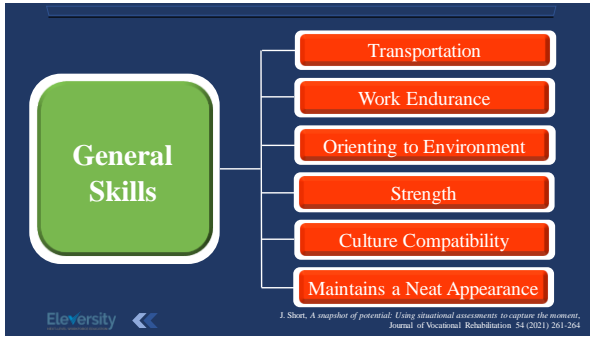 General
Skills
Transportation
Work Endurance
Orienting to Environment
Strength
Culture Compatibility
Maintains a Neat Appearance
Eleversity
J. Short, A snapshot of potential: Using situational assessments to capture the moment,
Journal of Vocational Rehabilitation 54 (2021) 261-264